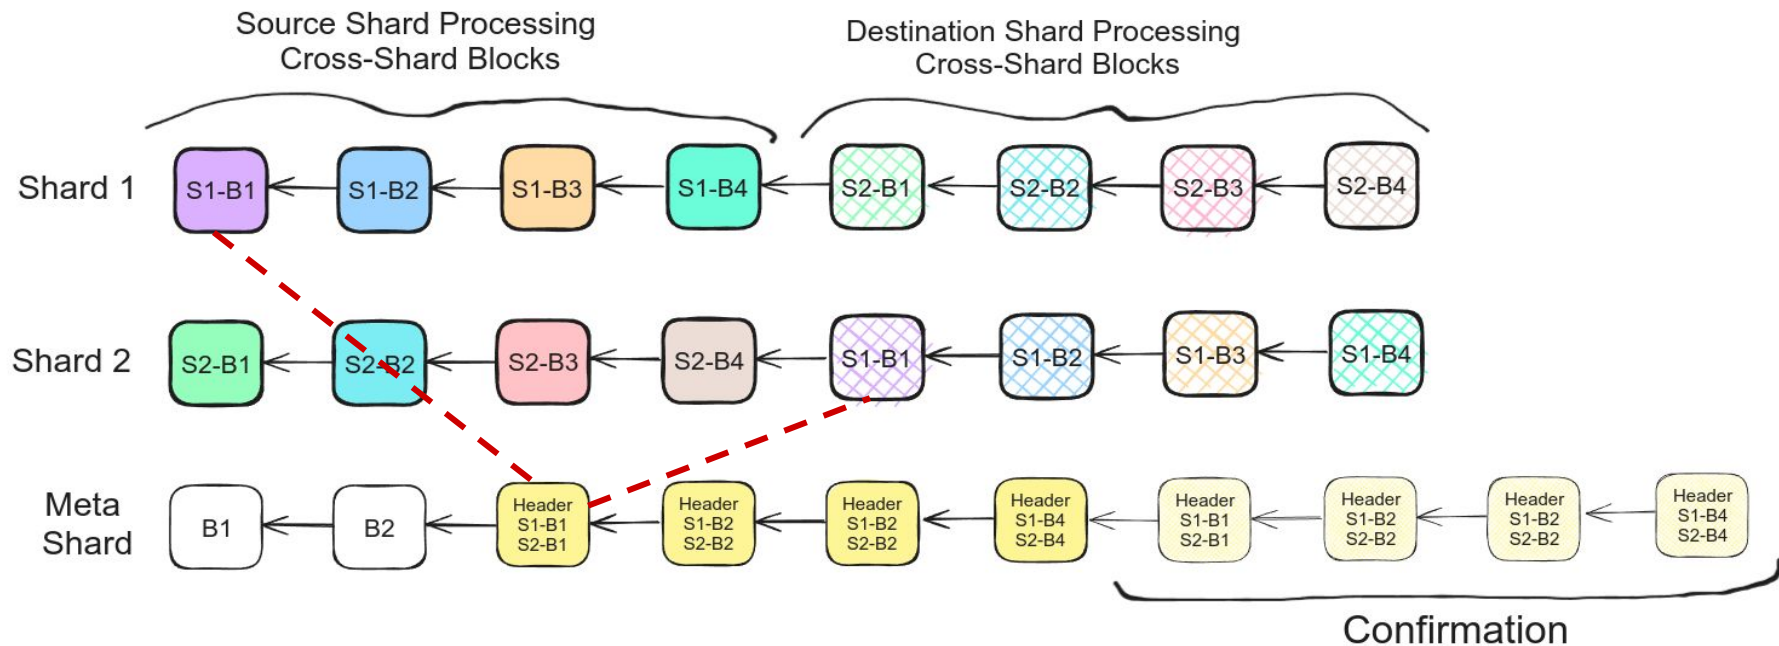 Source Shard Processing
Cross-Shard Blocks
Destination Shard Processing
Cross-Shard Blocks
Shard 1
S1-B1
S1-B2
S1-B3
S1-B4
S2-B1
S2-B2
S2-B3
S2-B4
Shard 2
S2-B1
S2-B2
S2-B3
S2-B4
S1-B1
S1-B2
S1-B3
S1-B4
Meta
Shard
B1
B2
Header
S1-B1
S2-B1
Header
S1-B2
S2-B2
Header
S1-B2
S2-B2
Header
S1-B4
S2-B4
Header
S1-B1
S2-B1
Header
S1-B2
S2-B2
Header
S1-B2
S2-B2
Header
S1-B4
S2-B4
Confirmation